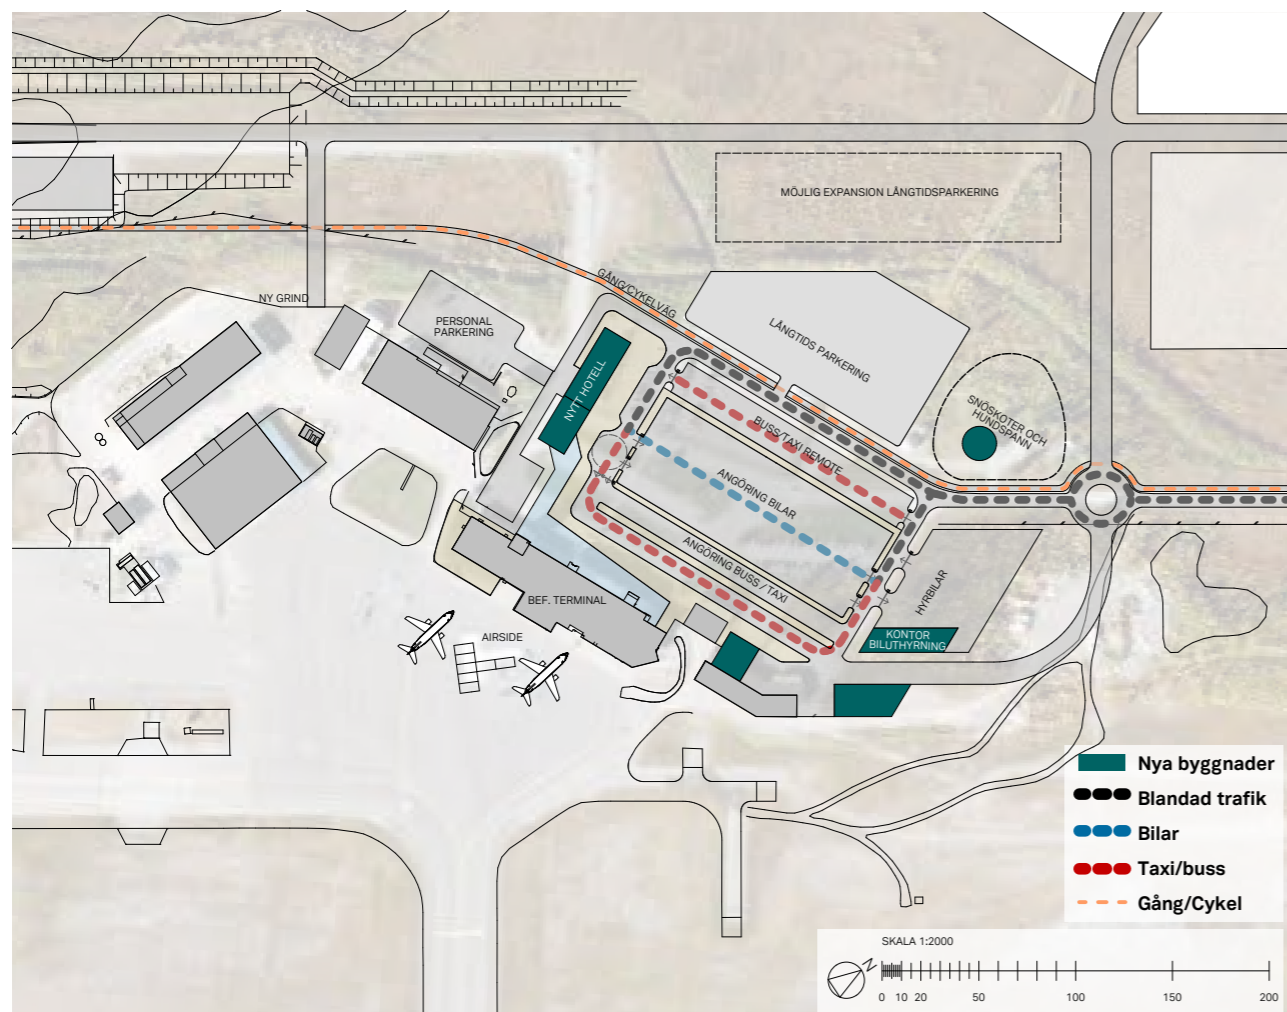 MÖJLIG EXPANSION LÅNGTIDSPARKERING
GÅNG/CYKELVÄG
NY GRIND
PERSONAL
PARKERING
LÅNGTIDS PARKERING
NYTT HOTELL
SNÖSKOTER OCH
HUNDSPANN
BUSS/TAXI REMOTE
ANGÖRING BILAR
ANGÖRING BUSS / TAXI
HYRBILAR
BEF. TERMINAL
AIRSIDE
KONTOR
BILUTHYRNING
Nya byggnader
Blandad trafik
Bilar
Taxi/buss
Gång/Cykel
SKALA 1:2000
N
0 10 20 50 100 150 200